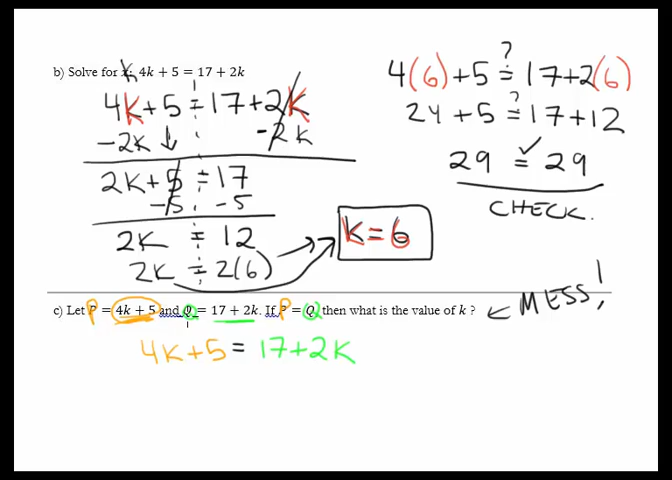 b) Solve for k: 4k + 5 = 17 + 2k
4k + 5 = 17 + 2k
-2k ↓ -2k
2k + 5 = 17
-5 -5
2k = 12
2k = 2(6)
k = 6
4(6) + 5 ≟ 17 + 2(6)
24 + 5 ≟ 17 + 12
29 = ✓ 29
CHECK.
c) Let P = 4k + 5 and Q = 17 + 2k. If P = Q then what is the value of k ? ← MESS!
4k + 5 = 17 + 2k